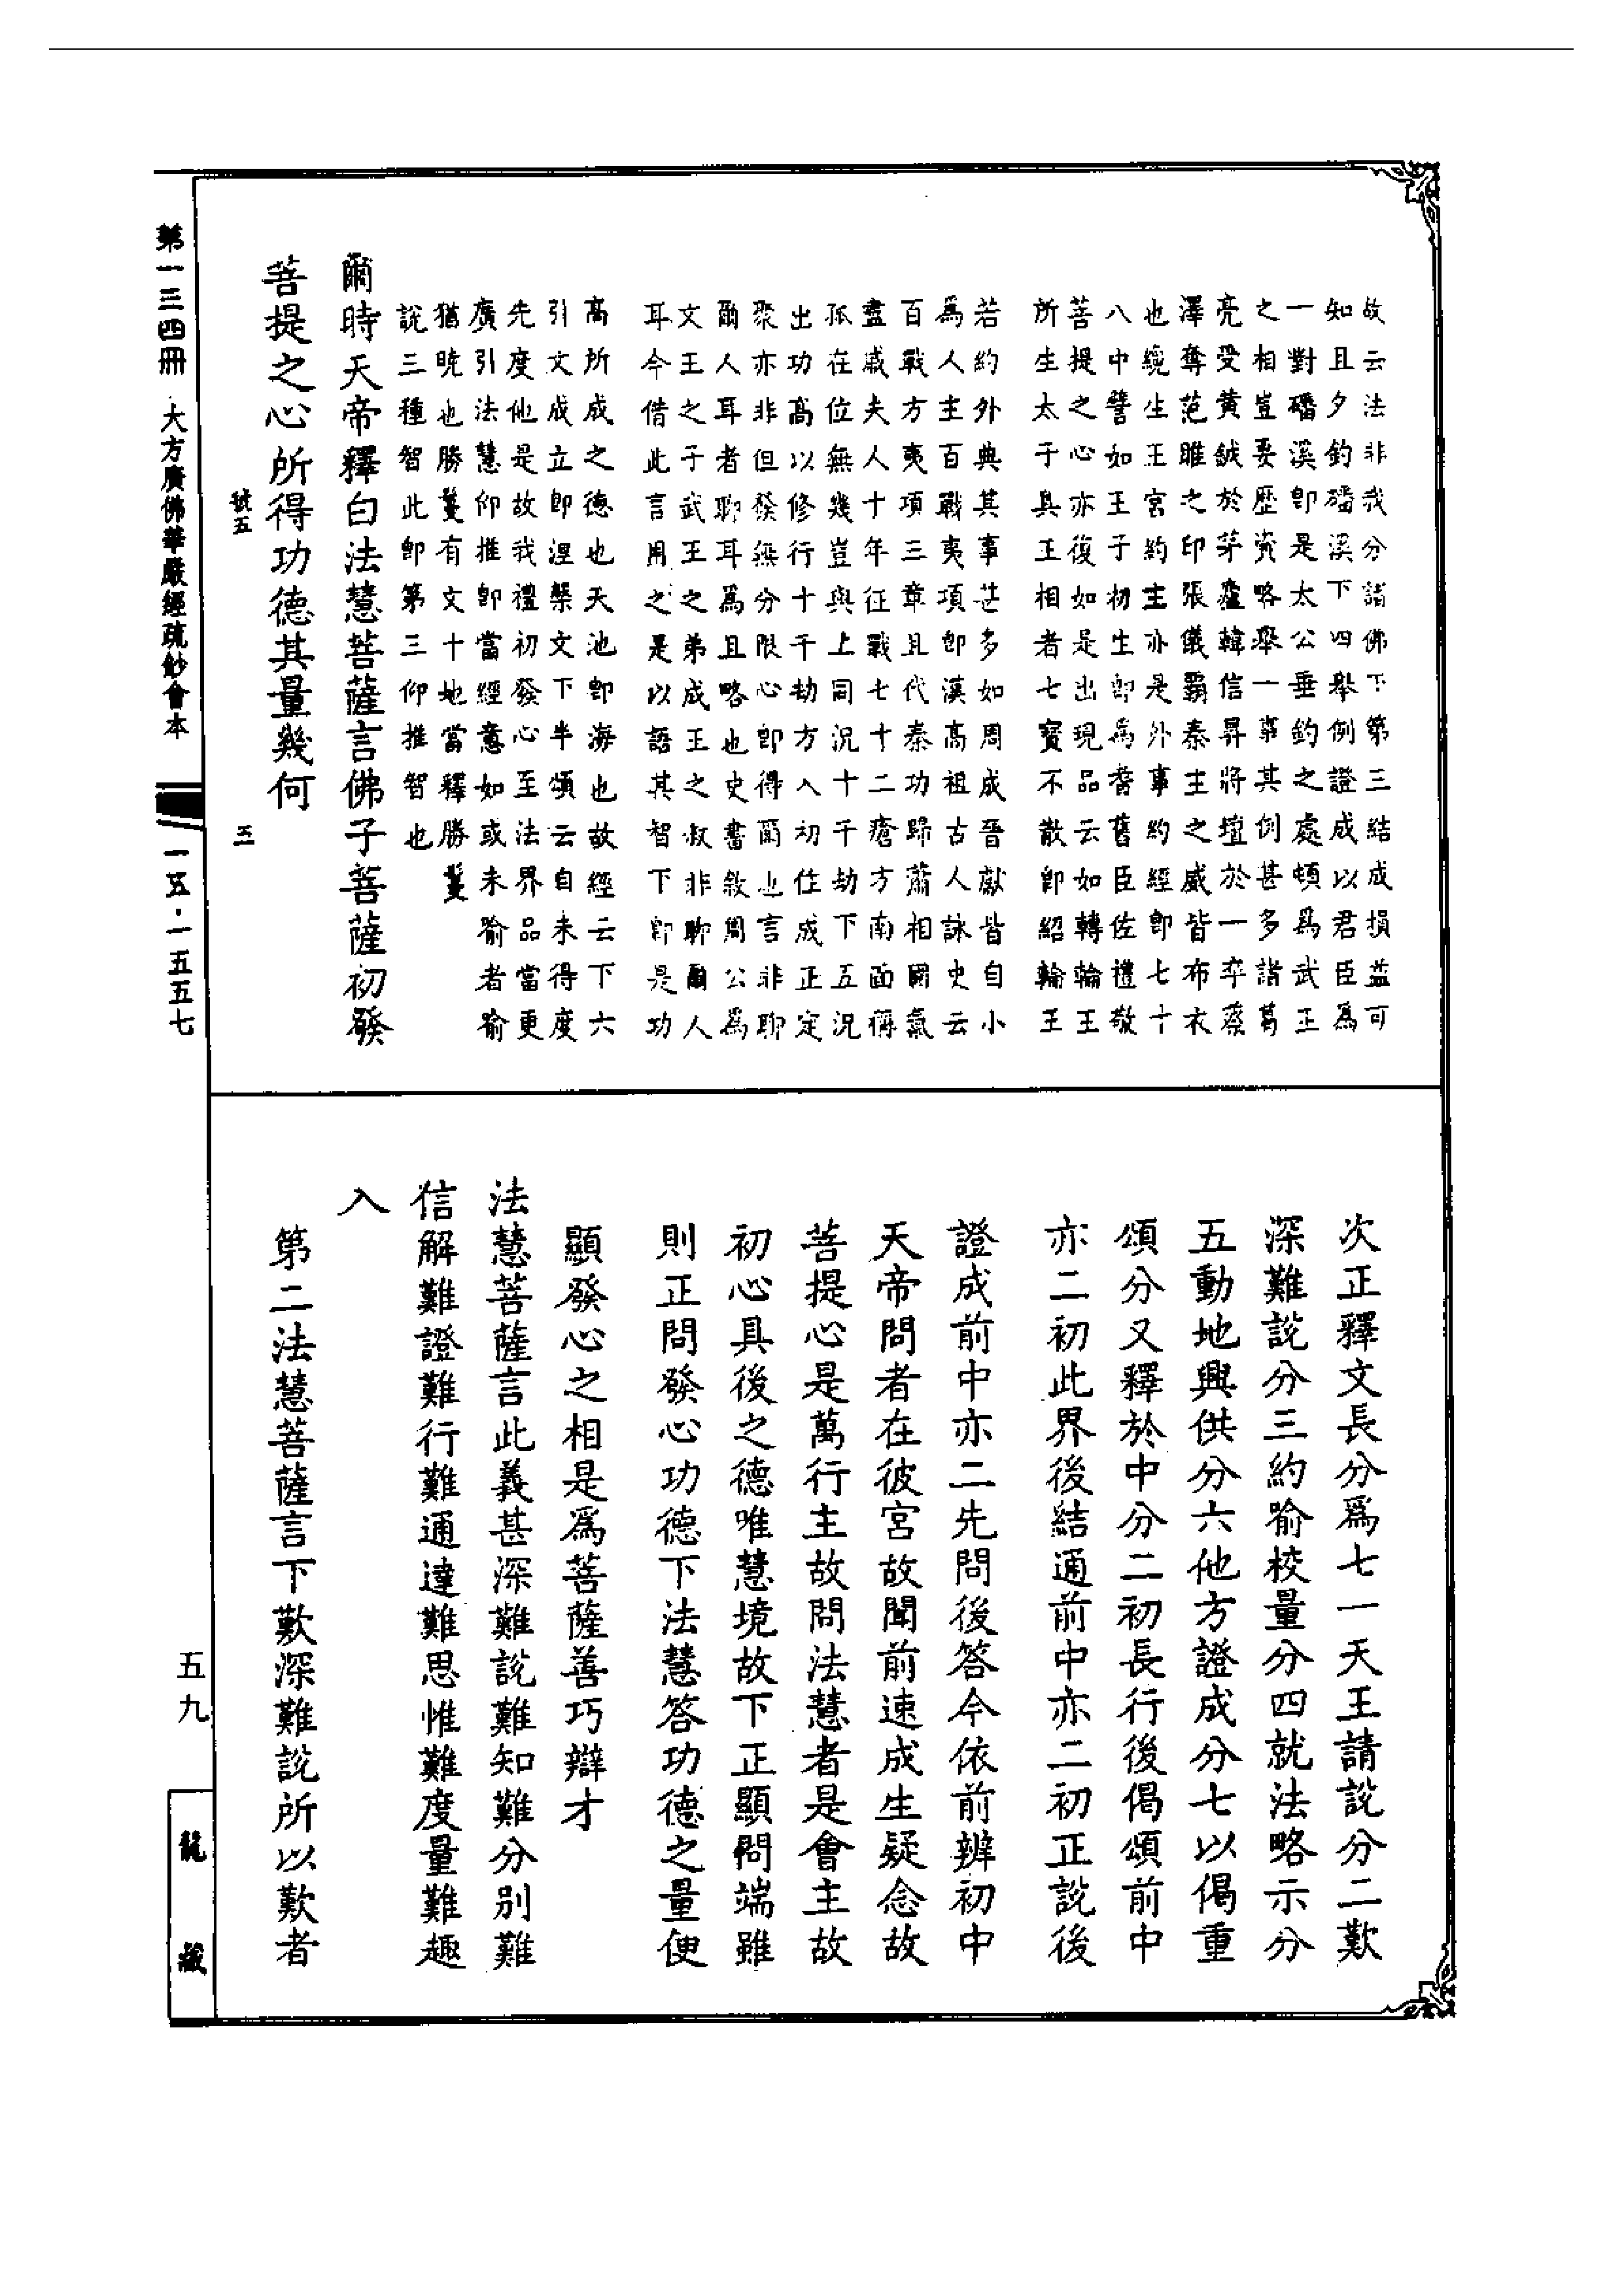 故云法非我分諸佛下第三結成損益可
知且夕釣磻溪下四舉例證成以君臣為
一對磻溪即是太公垂釣之處頓為武王
之相豈要歷資略舉一事其例甚多諸葛
亮受黄鉞於茅廬韓信昇將壇於一卒蔡
澤奪范雎之印張儀霸秦主之威皆布衣
也纔生王宮約主亦是外事約經即七十
八中譬如王子初生即為耆舊臣佐禮敬
菩提之心亦復如是出現品云如轉輪王
所生太子具王相者七寶不散即紹輪王
若約外典其事甚多如周成晉獻皆自小
為人主百戰夷項即漢高祖古人詠史云
百戰方夷項三章且代秦功歸蕭相國氣
盡戚夫人十年征戰七十二瘡方南面稱
孤在位無幾豈與上同況十千劫下五況
出功高以修行十千劫方入初住成正定
聚亦非但發無分限心即得爾也言非聊
爾人耳者聊耳為且略也史書敘周公為
文王之子武王之弟成王之叔非聊爾人
耳今借此言用之是以語其智下即是功
高所成之德也天池即海也故經云下六
引文成立即涅槃文下半頌云自未得度
先度他是故我禮初發心至法界品當更
廣引法慧仰推即當經意如或未喻者喻
猶曉也勝鬘有文十地當釋勝鬘
說三種智此即第三仰推智也
爾時天帝釋白法慧菩薩言佛子菩薩初發
菩提之心所得功德其量幾何
號五 三
次正釋文長分為七一天王請說分二歎
深難說分三約喻校量分四就法略示分
五動地興供分六他方證成分七以偈重
頌分又釋於中分二初長行後偈頌前中
亦二初此界後結通前中亦二初正說後
證成前中亦二先問後答今依前辨初中
天帝問者在彼宮故聞前速成生疑念故
菩提心是萬行主故問法慧者是會主故
初心具後之德唯慧境故下正顯問端雖
則正問發心功德下法慧答功德之量便
顯發心之相是為菩薩善巧辯才
法慧菩薩言此義甚深難說難知難分別難
信解難證難行難通達難思惟難度量難趣
入
第二法慧菩薩言下歎深難說所以歎者
第一三四冊 大方廣佛華嚴經疏鈔會本 一五·一五五七
五九
龍藏